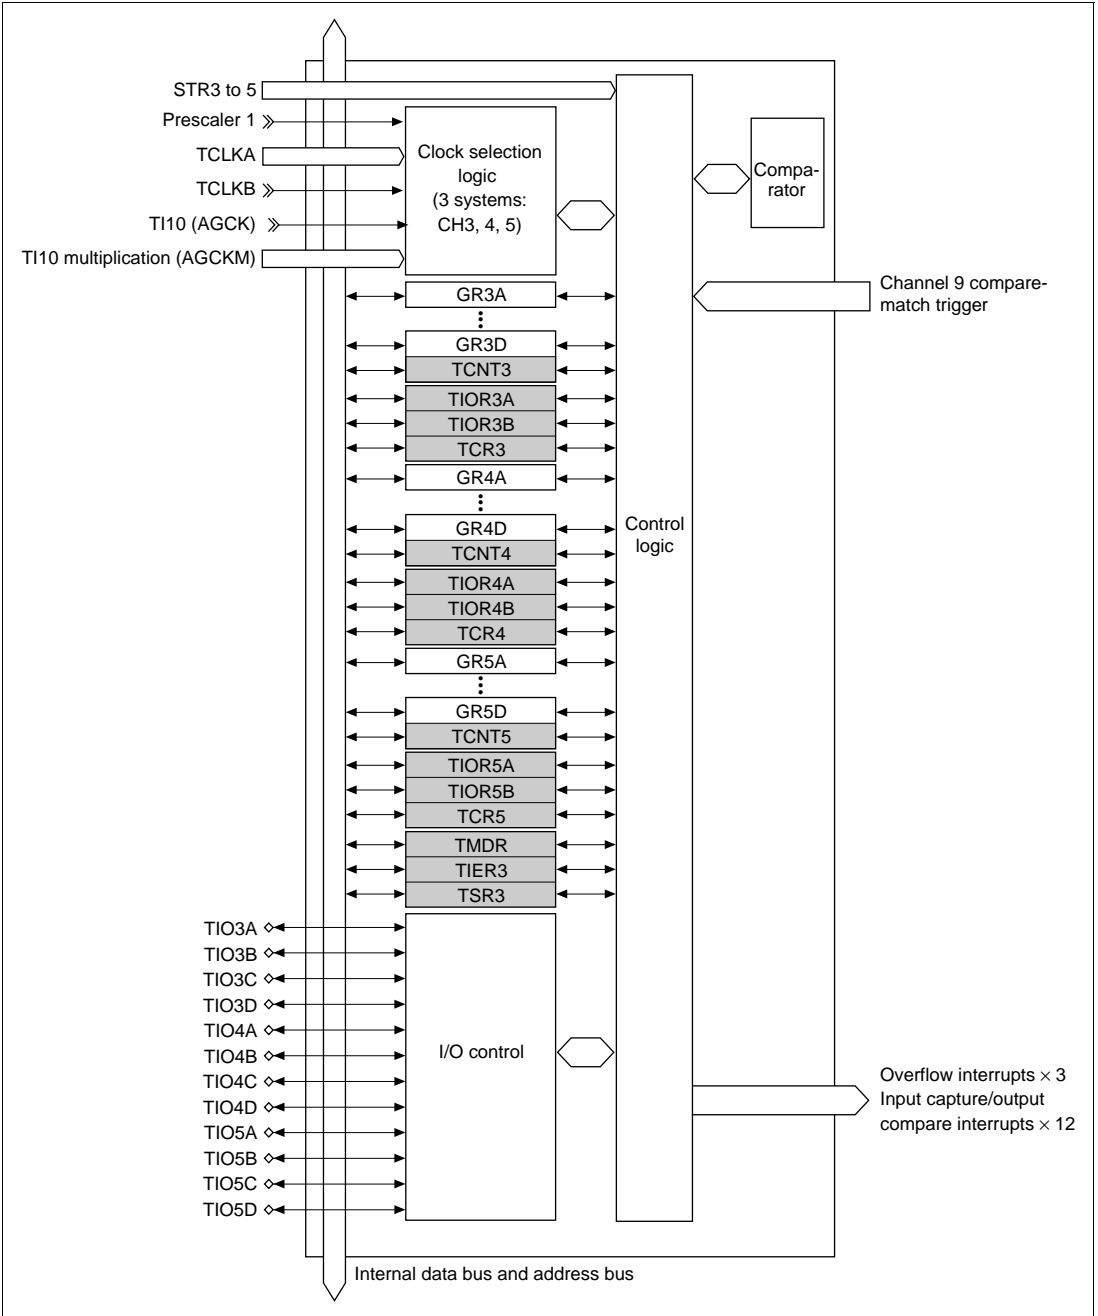 STR3 to 5
Prescaler 1
TCLKA
TCLKB
TI10 (AGCK)
TI10 multiplication (AGCKM)
Clock selection
logic
(3 systems:
CH3, 4, 5)
Compa-
rator
Channel 9 compare-
match trigger
GR3A
GR3D
TCNT3
TIOR3A
TIOR3B
TCR3
GR4A
GR4D
TCNT4
TIOR4A
TIOR4B
TCR4
GR5A
GR5D
TCNT5
TIOR5A
TIOR5B
TCR5
TMDR
TIER3
TSR3
Control
logic
TIO3A
TIO3B
TIO3C
TIO3D
TIO4A
TIO4B
TIO4C
TIO4D
TIO5A
TIO5B
TIO5C
TIO5D
I/O control
Overflow interrupts × 3
Input capture/output
compare interrupts × 12
Internal data bus and address bus